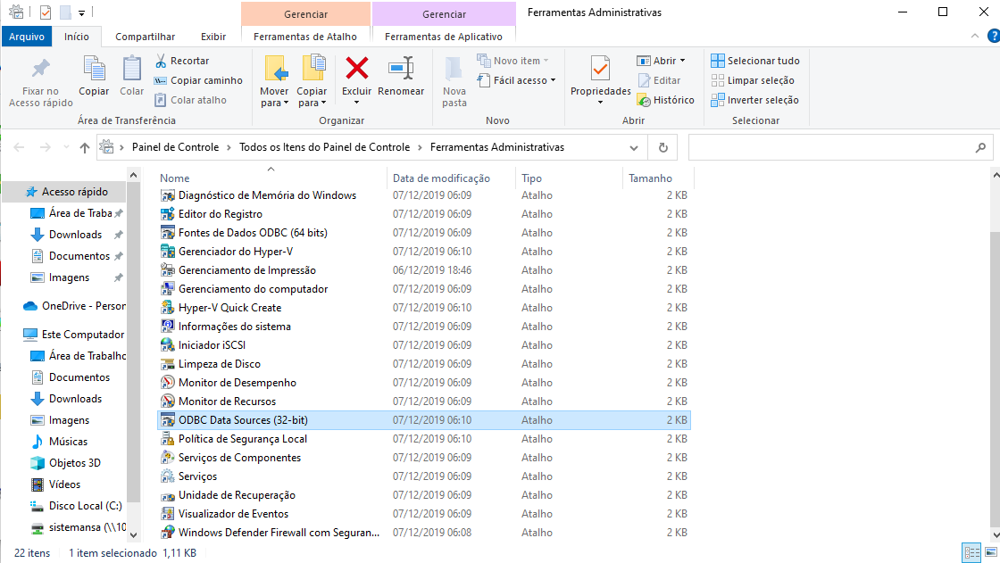 Gerenciar Gerenciar Ferramentas Administrativas
Arquivo Início Compartilhar Exibir Ferramentas de Atalho Ferramentas de Aplicativo
Fixar no
Acesso rápido
Copiar
Colar
Recortar
Copiar caminho
Colar atalho
Área de Transferência
Mover
para
Copiar
para
Excluir
Renomear
Organizar
Nova
pasta
Novo item
Fácil acesso
Novo
Propriedades
Abrir
Editar
Histórico
Abrir
Selecionar tudo
Limpar seleção
Inverter seleção
Selecionar
Painel de Controle > Todos os Itens do Painel de Controle > Ferramentas Administrativas
Acesso rápido
Área de Traba
Downloads
Documentos
Imagens
OneDrive - Person
Este Computador
Área de Trabalho
Documentos
Downloads
Imagens
Músicas
Objetos 3D
Vídeos
Disco Local (C:)
sistemansa (\\10
Nome Data de modificação Tipo Tamanho
Diagnóstico de Memória do Windows 07/12/2019 06:09 Atalho 2 KB
Editor do Registro 07/12/2019 06:09 Atalho 2 KB
Fontes de Dados ODBC (64 bits) 07/12/2019 06:09 Atalho 2 KB
Gerenciador do Hyper-V 07/12/2019 06:10 Atalho 2 KB
Gerenciamento de Impressão 06/12/2019 18:46 Atalho 2 KB
Gerenciamento do computador 07/12/2019 06:09 Atalho 2 KB
Hyper-V Quick Create 07/12/2019 06:10 Atalho 2 KB
Informações do sistema 07/12/2019 06:09 Atalho 2 KB
Iniciador iSCSI 07/12/2019 06:09 Atalho 2 KB
Limpeza de Disco 07/12/2019 06:09 Atalho 2 KB
Monitor de Desempenho 07/12/2019 06:09 Atalho 2 KB
Monitor de Recursos 07/12/2019 06:09 Atalho 2 KB
ODBC Data Sources (32-bit) 07/12/2019 06:10 Atalho 2 KB
Política de Segurança Local 07/12/2019 06:10 Atalho 2 KB
Serviços de Componentes 07/12/2019 06:09 Atalho 2 KB
Serviços 07/12/2019 06:09 Atalho 2 KB
Unidade de Recuperação 07/12/2019 06:09 Atalho 2 KB
Visualizador de Eventos 07/12/2019 06:09 Atalho 2 KB
Windows Defender Firewall com Seguran... 07/12/2019 06:08 Atalho 2 KB
22 itens 1 item selecionado 1,11 KB